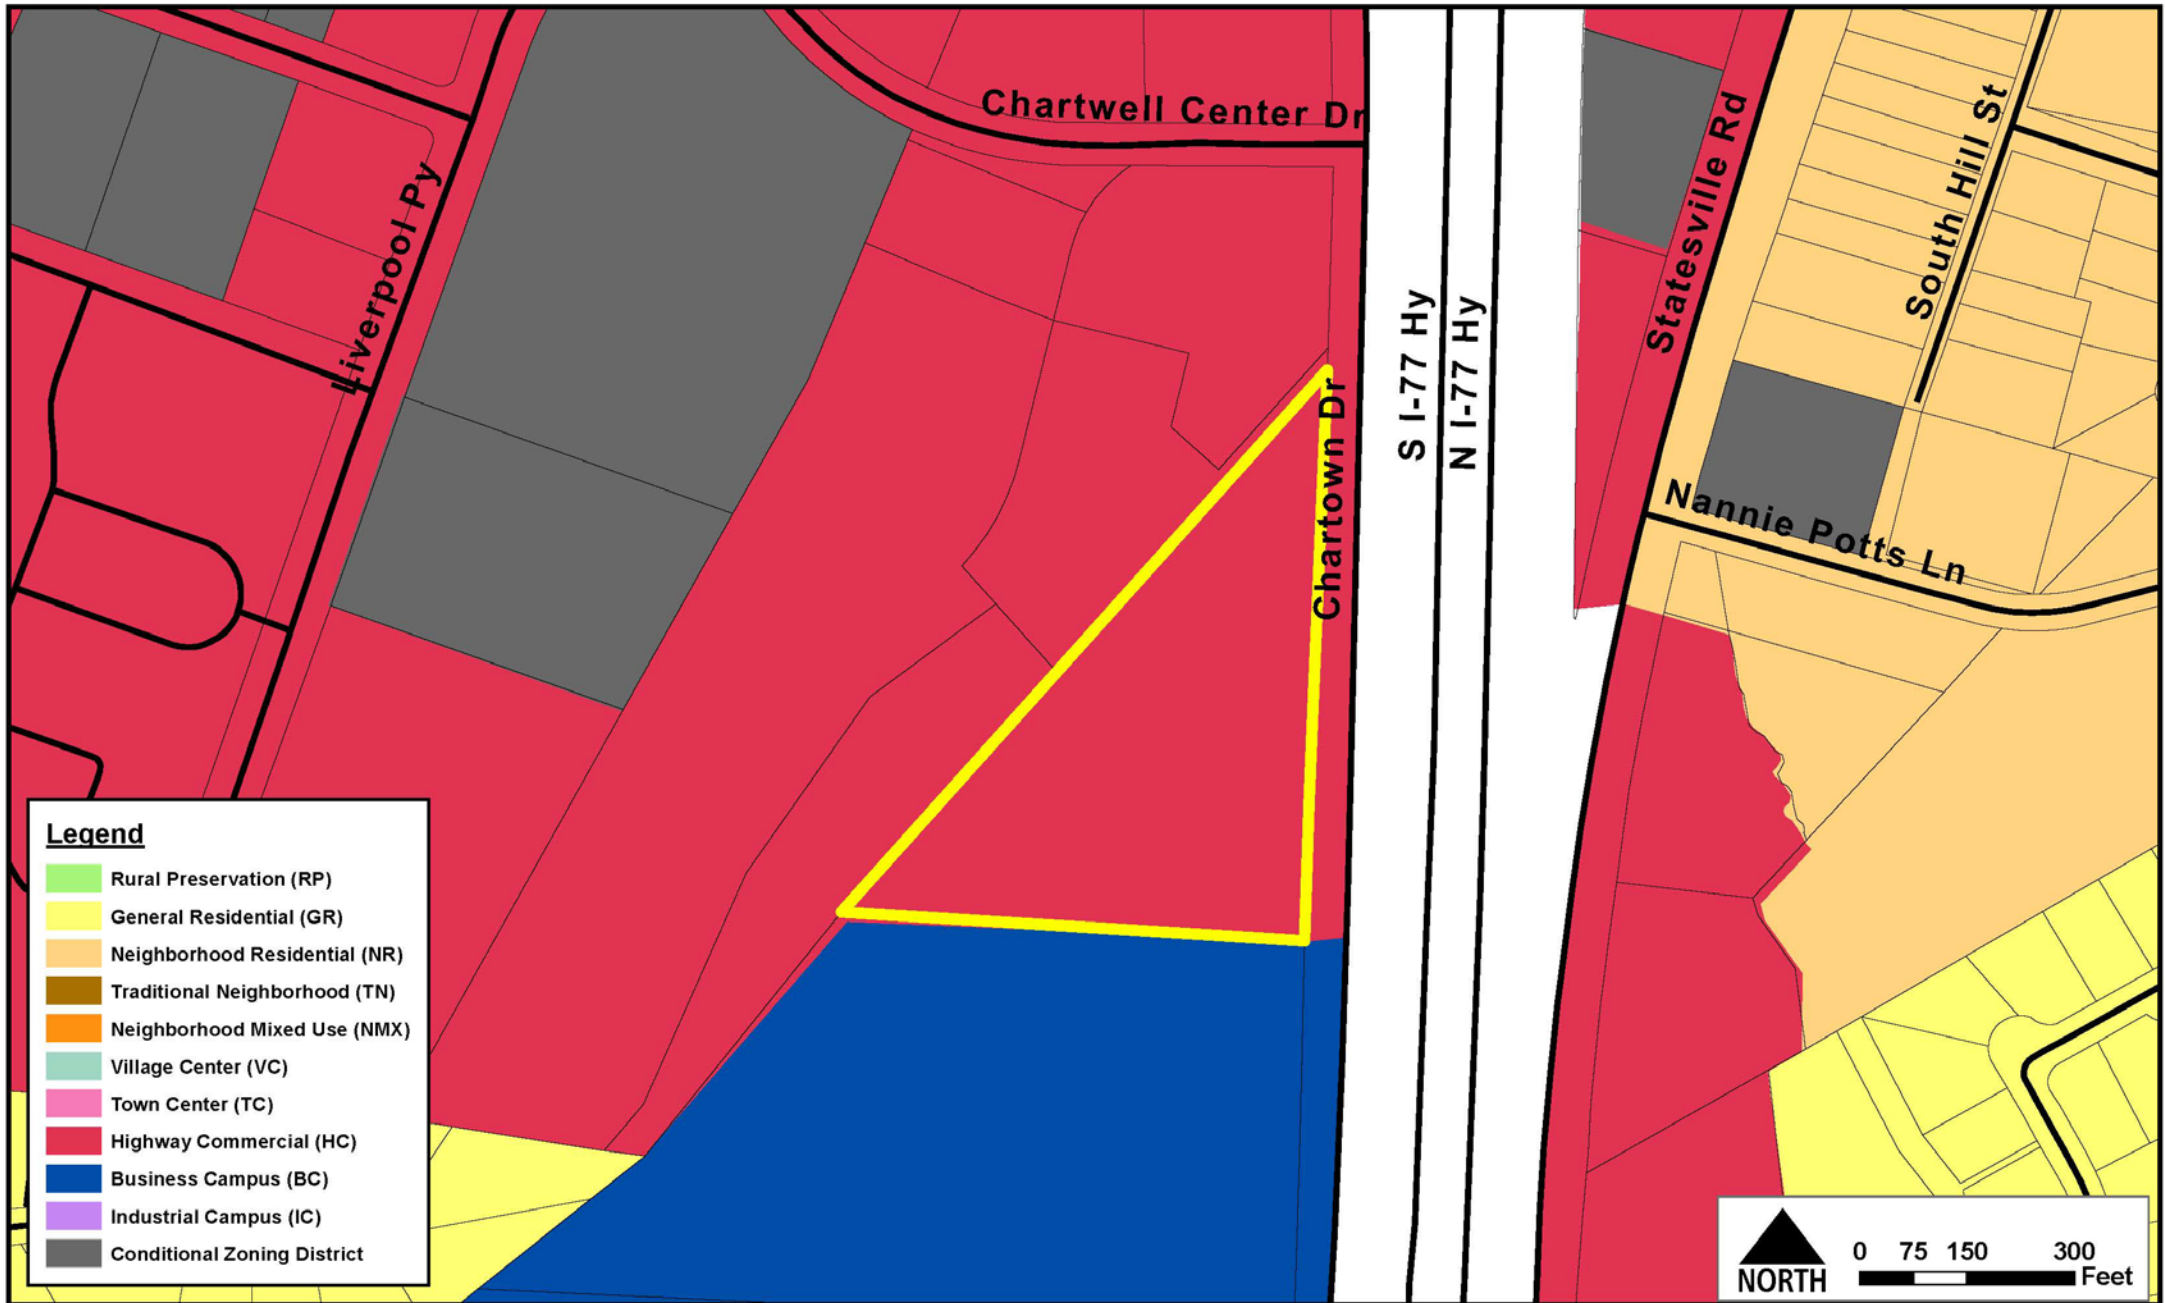 Chartwell Center Dr
Liverpool Py
Statesville Rd
South Hill St
S I-77 Hy
N I-77 Hy
Chartown Dr
Nannie Potts Ln
Legend
Rural Preservation (RP)
General Residential (GR)
Neighborhood Residential (NR)
Traditional Neighborhood (TN)
Neighborhood Mixed Use (NMX)
Village Center (VC)
Town Center (TC)
Highway Commercial (HC)
Business Campus (BC)
Industrial Campus (IC)
Conditional Zoning District
0 75 150 300
Feet
NORTH